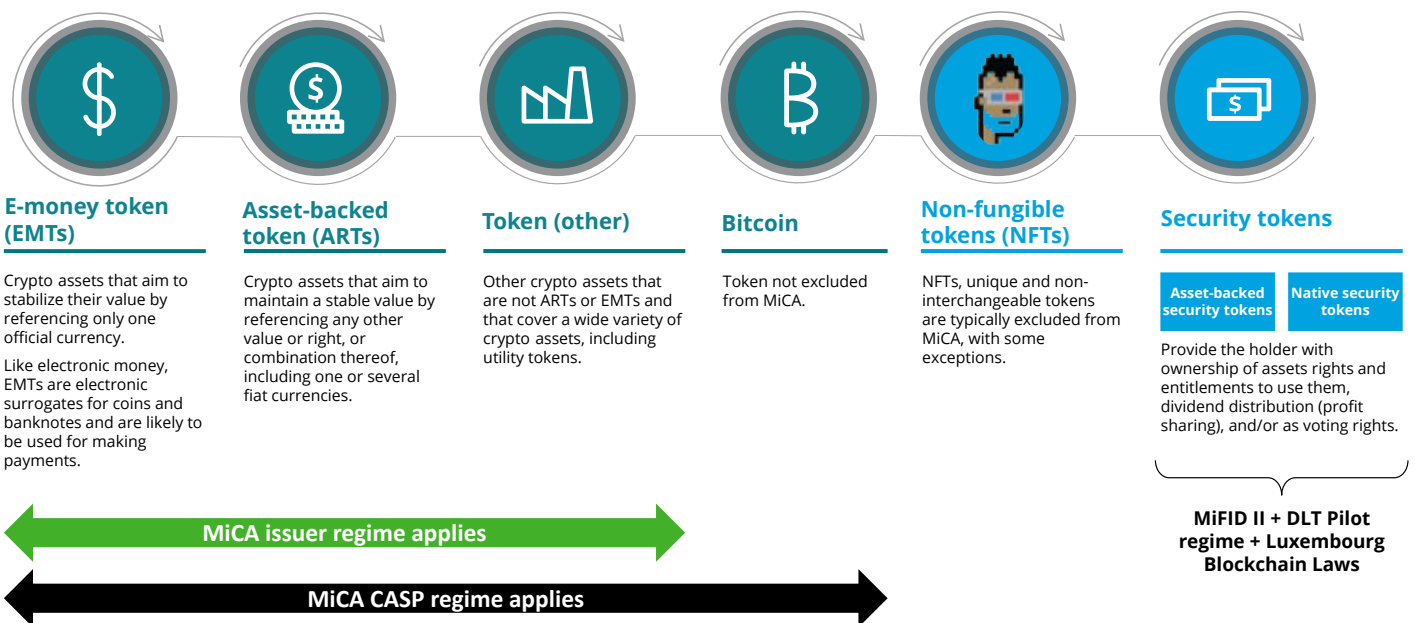 E-money token
(EMTs)
Crypto assets that aim to
stabilize their value by
referencing only one
official currency.
Like electronic money,
EMTs are electronic
surrogates for coins and
banknotes and are likely to
be used for making
payments.
Asset-backed
token (ARTs)
Crypto assets that aim to
maintain a stable value by
referencing any other
value or right, or
combination thereof,
including one or several
fiat currencies.
Token (other)
Other crypto assets that
are not ARTs or EMTs and
that cover a wide variety of
crypto assets, including
utility tokens.
Bitcoin
Token not excluded
from MiCA.
Non-fungible
tokens (NFTs)
NFTs, unique and non-
interchangeable tokens
are typically excluded from
MiCA, with some
exceptions.
Security tokens
Asset-backed
security tokens
Native security
tokens
Provide the holder with
ownership of assets rights and
entitlements to use them,
dividend distribution (profit
sharing), and/or as voting rights.
MiFID II + DLT Pilot
regime + Luxembourg
Blockchain Laws
MiCA issuer regime applies
MiCA CASP regime applies